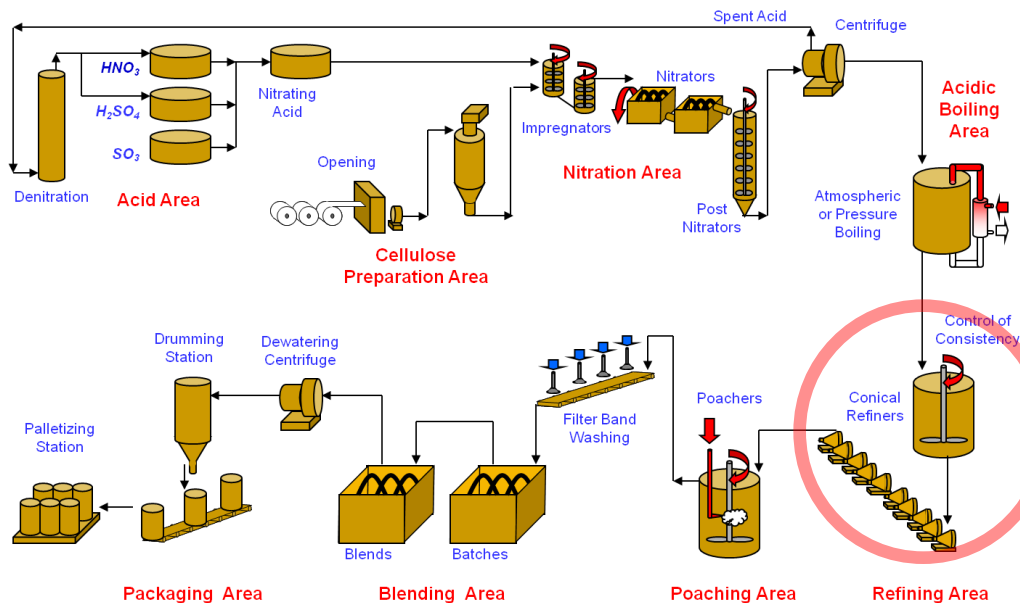 Spent Acid
Centrifuge
HNO3
H2SO4
SO3
Nitrating
Acid
Denitration
Acid Area
Opening
Cellulose
Preparation Area
Impregnators
Nitrators
Nitration Area
Post
Nitrators
Acidic
Boiling
Area
Atmospheric
or Pressure
Boiling
Control of
Consistency
Conical
Refiners
Refining Area
Poachers
Poaching Area
Filter Band
Washing
Blends
Batches
Blending Area
Dewatering
Centrifuge
Drumming
Station
Palletizing
Station
Packaging Area